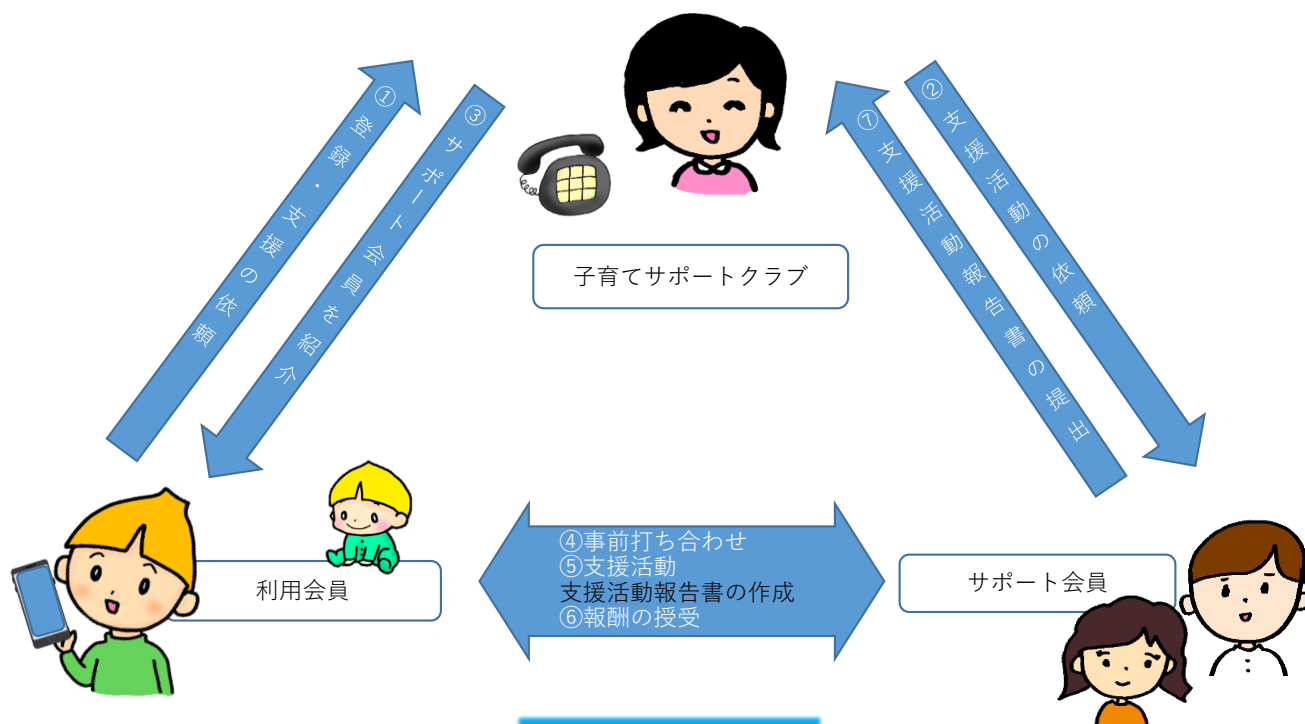 ①登録・支援の依頼
③サポート会員を紹介
②支援活動の依頼
⑦支援活動報告書の提出
子育てサポートクラブ
④事前打ち合わせ
⑤支援活動
支援活動報告書の作成
⑥報酬の授受
利用会員
サポート会員